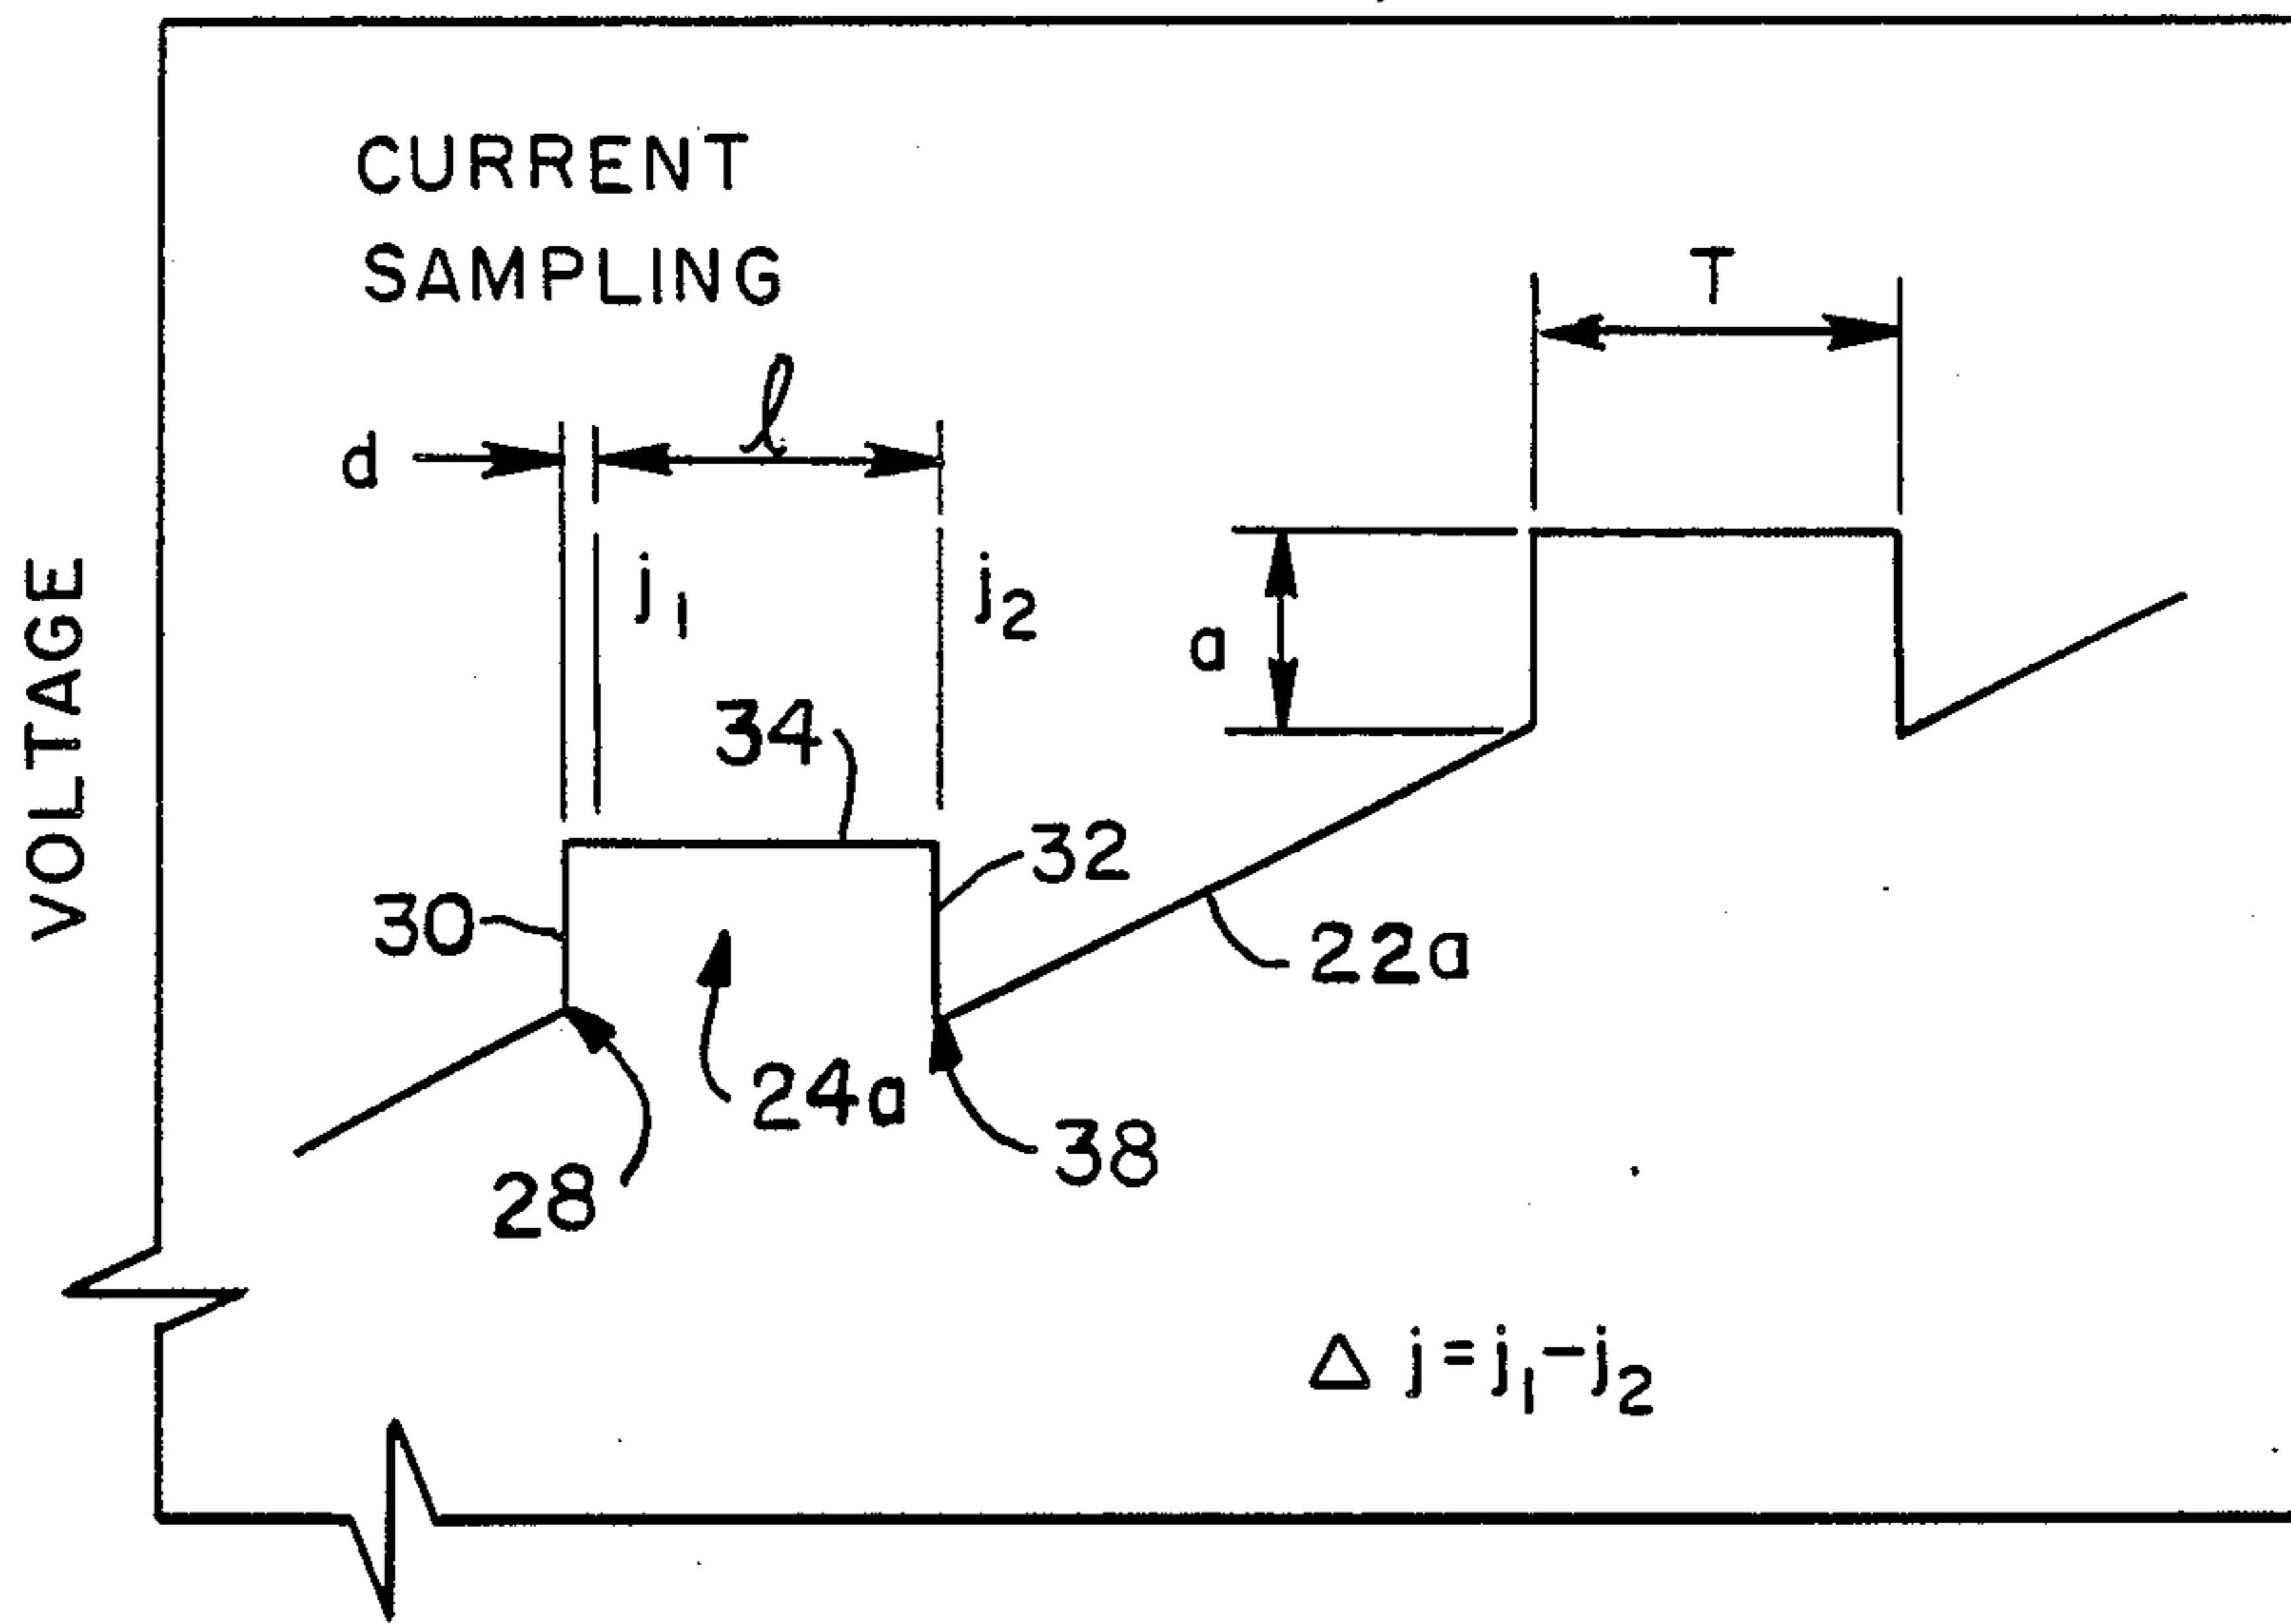 CURRENT
SAMPLING
T
d
ℓ
j₁
j₂
a
VOLTAGE
34
32
30
22a
24a
38
28
Δ j = j₁ – j₂